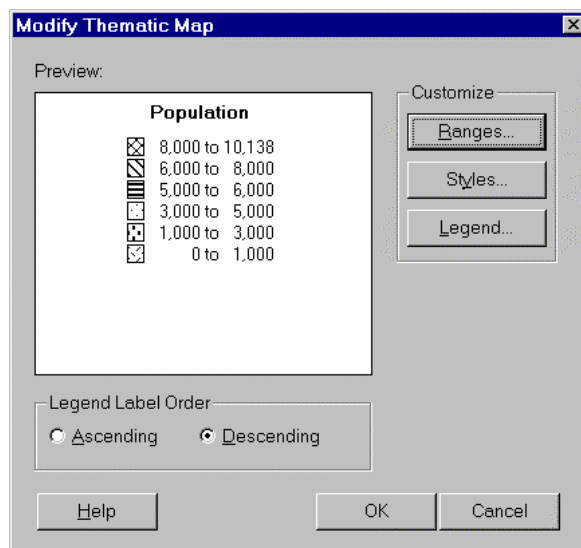 Modify Thematic Map
Preview:
Population
8,000 to 10,138
6,000 to 8,000
5,000 to 6,000
3,000 to 5,000
1,000 to 3,000
0 to 1,000
Customize
Ranges...
Styles...
Legend...
Legend Label Order
Ascending
Descending
Help
OK
Cancel